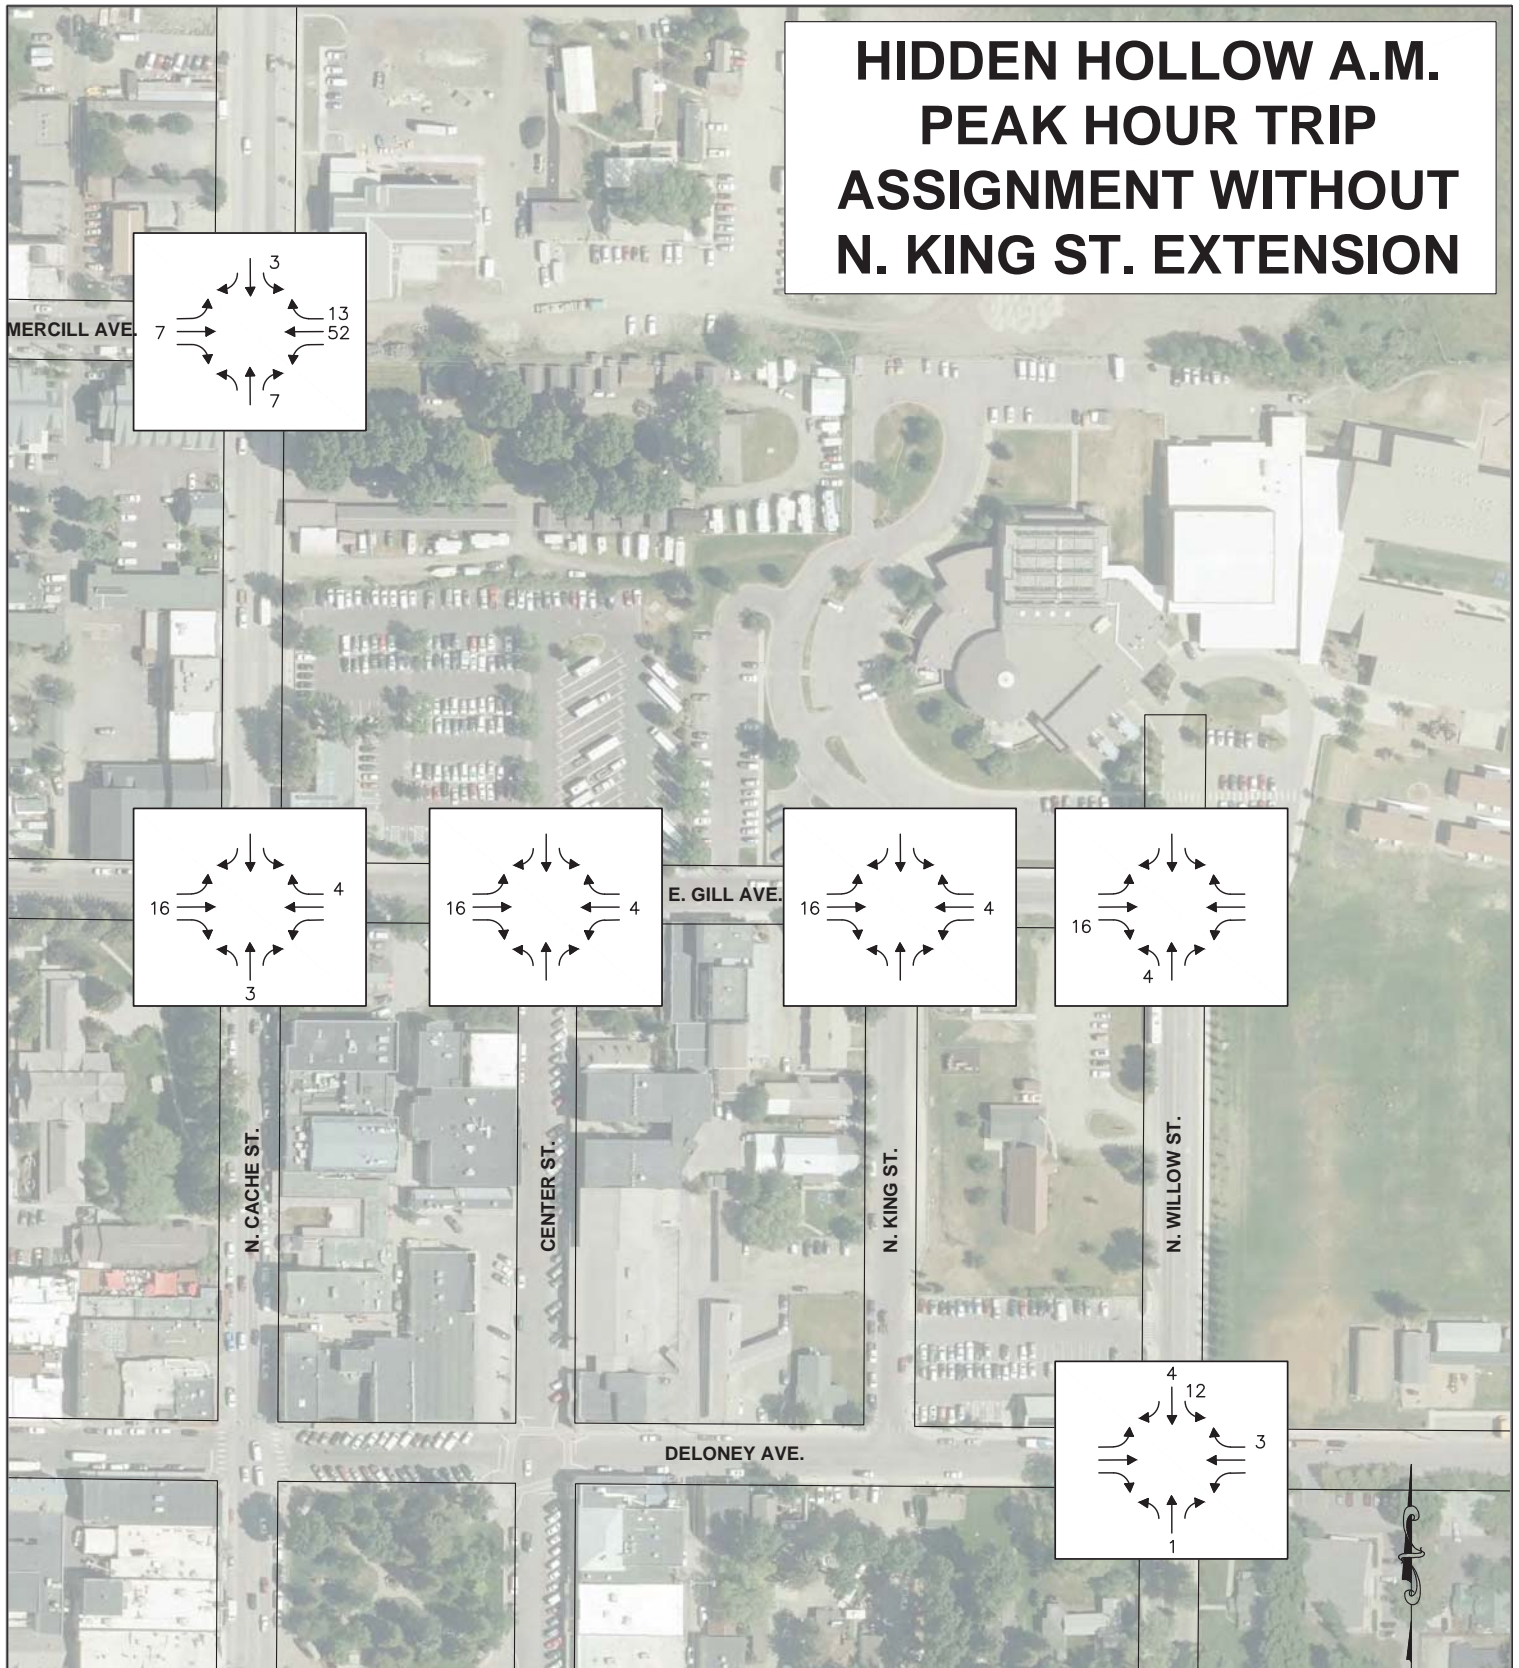 HIDDEN HOLLOW A.M.
PEAK HOUR TRIP
ASSIGNMENT WITHOUT
N. KING ST. EXTENSION
3
13
MERCILL AVE.
7
52
7
4
16
3
16
4
E. GILL AVE.
16
4
16
4
N. CACHE ST.
CENTER ST.
N. KING ST.
N. WILLOW ST.
4
12
3
DELONEY AVE.
1